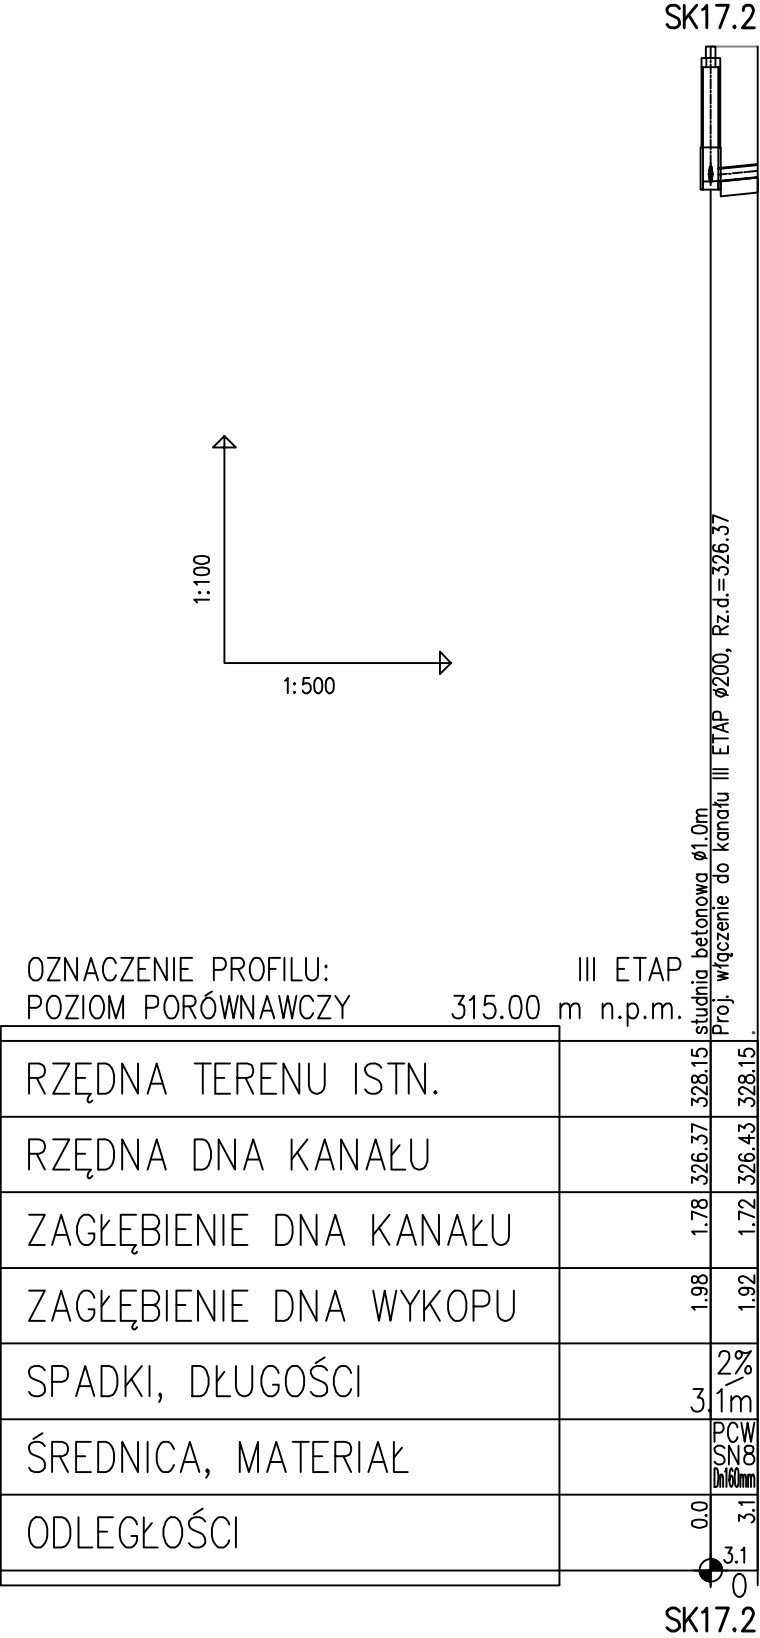 SK17.2
1:100
1:500
studnia betonowa ø1.0m
Proj. włączenie do kanału III ETAP ø200, Rz.d.=326.37
OZNACZENIE PROFILU: III ETAP
POZIOM PORÓWNAWCZY 315.00 m n.p.m.
RZĘDNA TERENU ISTN. 328.15 328.15
RZĘDNA DNA KANAŁU 326.37 326.43
ZAGŁĘBIENIE DNA KANAŁU 1.78 1.72
ZAGŁĘBIENIE DNA WYKOPU 1.98 1.92
SPADKI, DŁUGOŚCI 2%
3.1m
ŚREDNICA, MATERIAŁ PCW
SN8
Dn160mm
ODLEGŁOŚCI 0.0 3.1
3.1
0
SK17.2